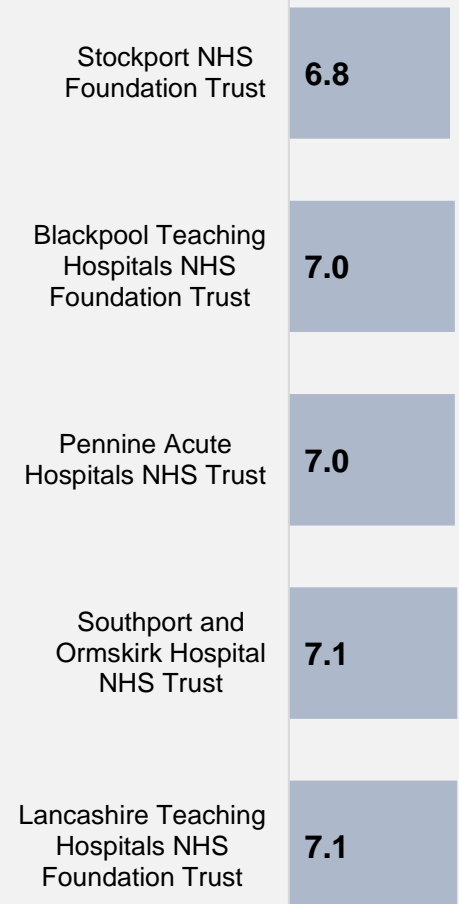 Stockport NHS
Foundation Trust
6.8
Blackpool Teaching
Hospitals NHS
Foundation Trust
7.0
Pennine Acute
Hospitals NHS Trust
7.0
Southport and
Ormskirk Hospital
NHS Trust
7.1
Lancashire Teaching
Hospitals NHS
Foundation Trust
7.1